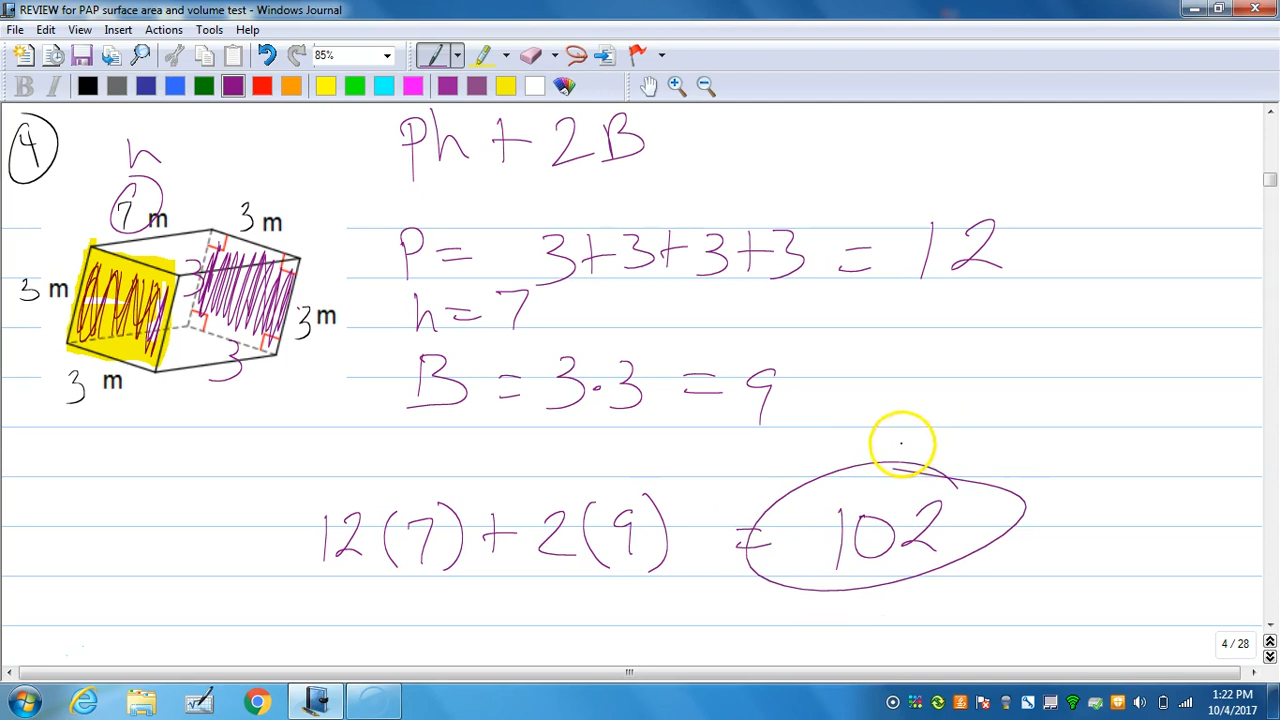 REVIEW for PAP surface area and volume test - Windows Journal
File Edit View Insert Actions Tools Help
85%
B I
4
h
Ph + 2B
7 m
3 m
P = 3+3+3+3 = 12
3
3 m
3 m
h = 7
3
3 m
B = 3·3 = 9
12(7) + 2(9) = 102
4 / 28
1:22 PM
10/4/2017